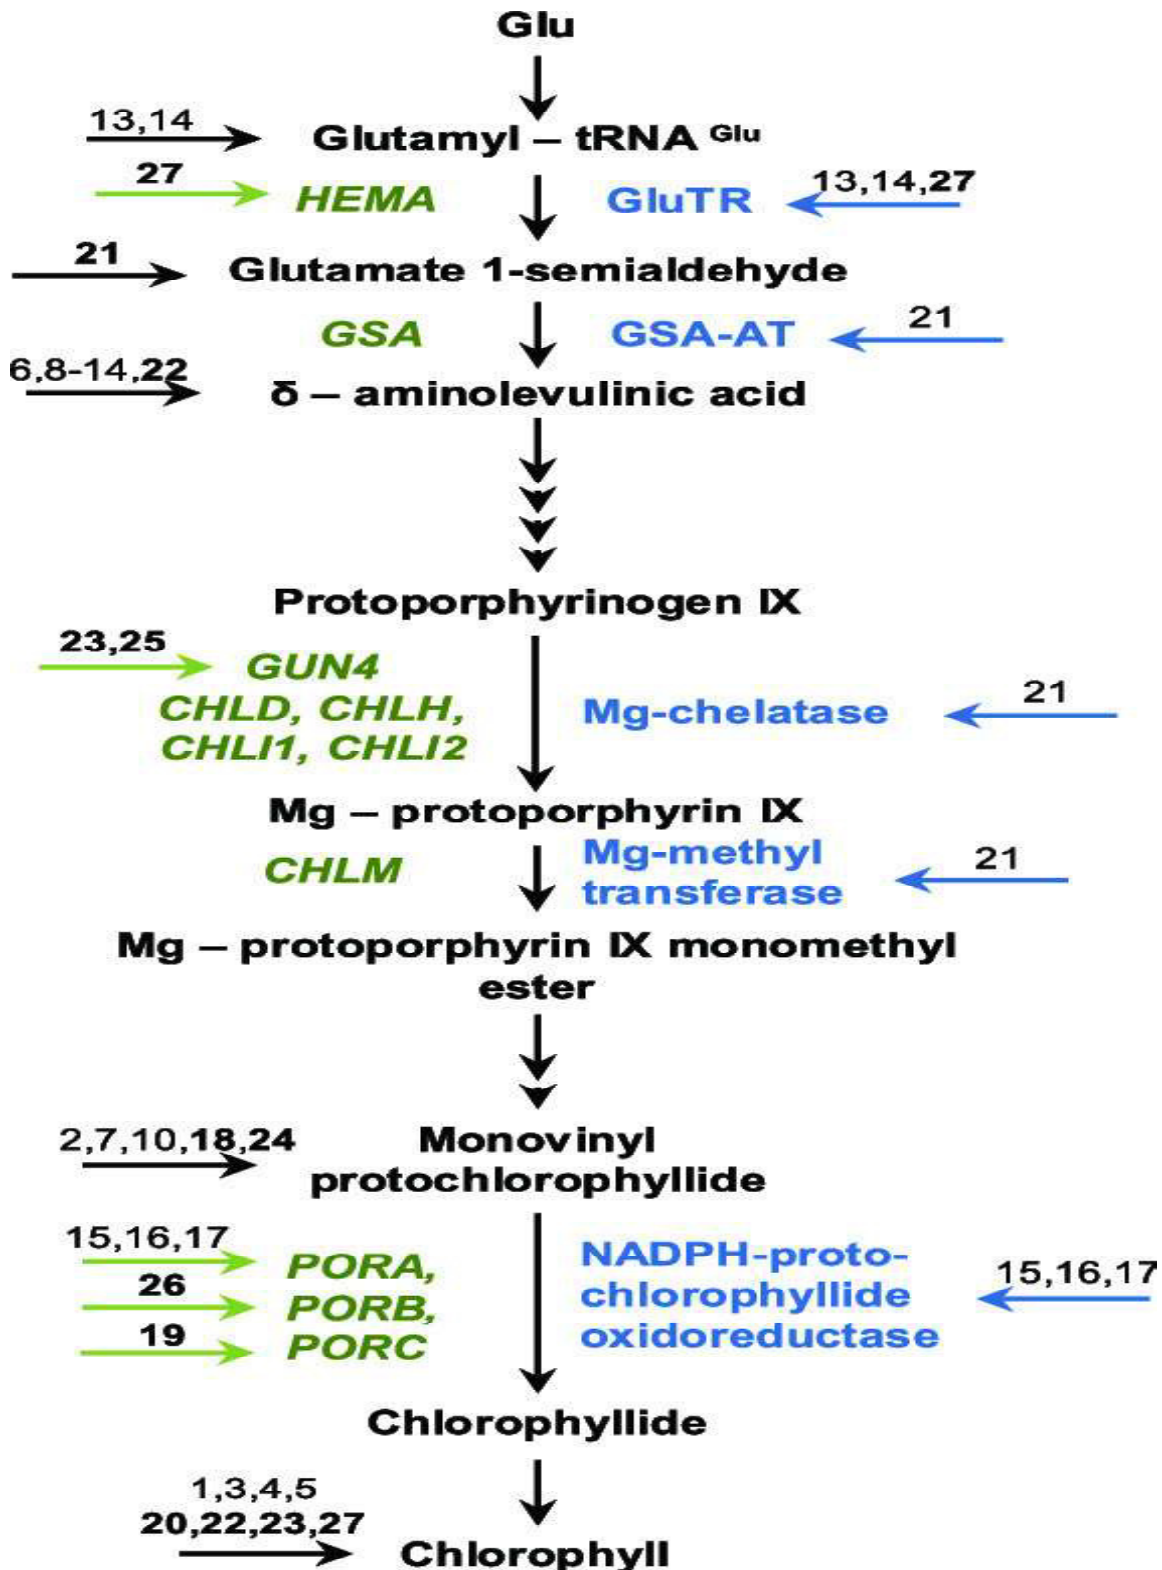 Glu
13,14
Glutamyl – tRNA Glu
27
HEMA
GluTR
13,14,27
21
Glutamate 1-semialdehyde
GSA
GSA-AT
21
6,8-14,22
δ – aminolevulinic acid
Protoporphyrinogen IX
23,25
GUN4
CHLD, CHLH,
CHLI1, CHLI2
Mg-chelatase
21
Mg – protoporphyrin IX
CHLM
Mg-methyl
transferase
21
Mg – protoporphyrin IX monomethyl
ester
2,7,10,18,24
Monovinyl
protochlorophyllide
15,16,17
PORA,
26
PORB,
19
PORC
NADPH-proto-
chlorophyllide
oxidoreductase
15,16,17
Chlorophyllide
1,3,4,5
20,22,23,27
Chlorophyll